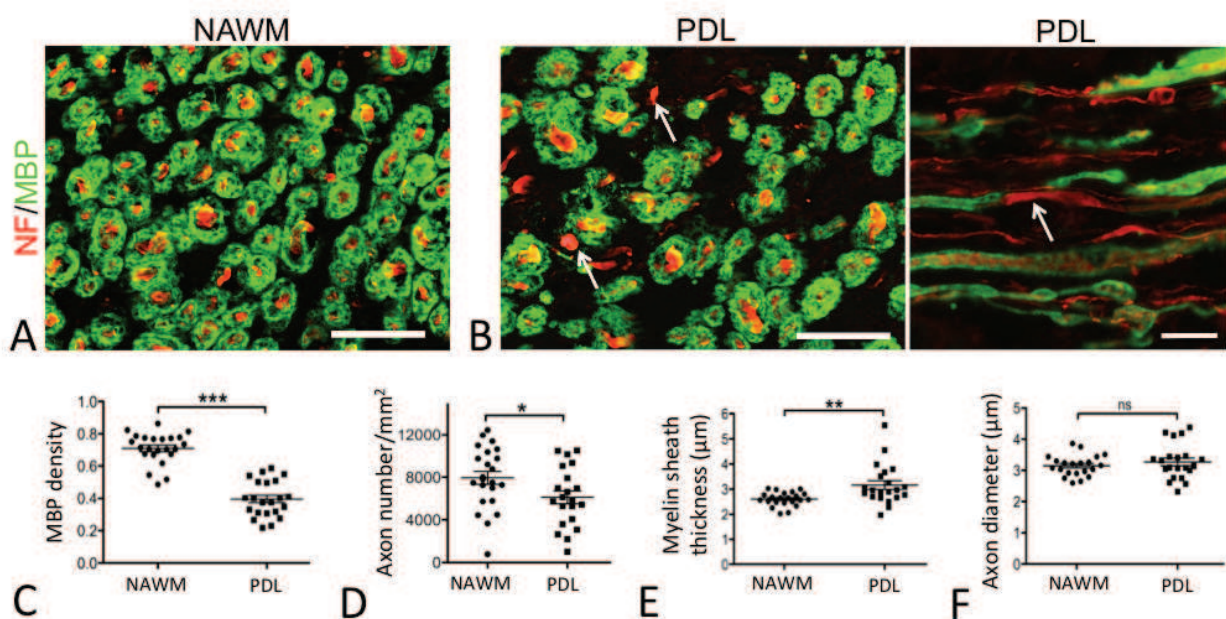 NAWM
PDL
PDL
NF/MBP
A
B
***
MBP density
1.0
0.8
0.6
0.4
0.2
0.0
NAWM
PDL
C
*
Axon number/mm²
12000
8000
4000
0
NAWM
PDL
D
**
Myelin sheath
thickness (µm)
6
5
4
3
2
1
0
NAWM
PDL
E
ns
Axon diameter (µm)
5
4
3
2
1
0
NAWM
PDL
F